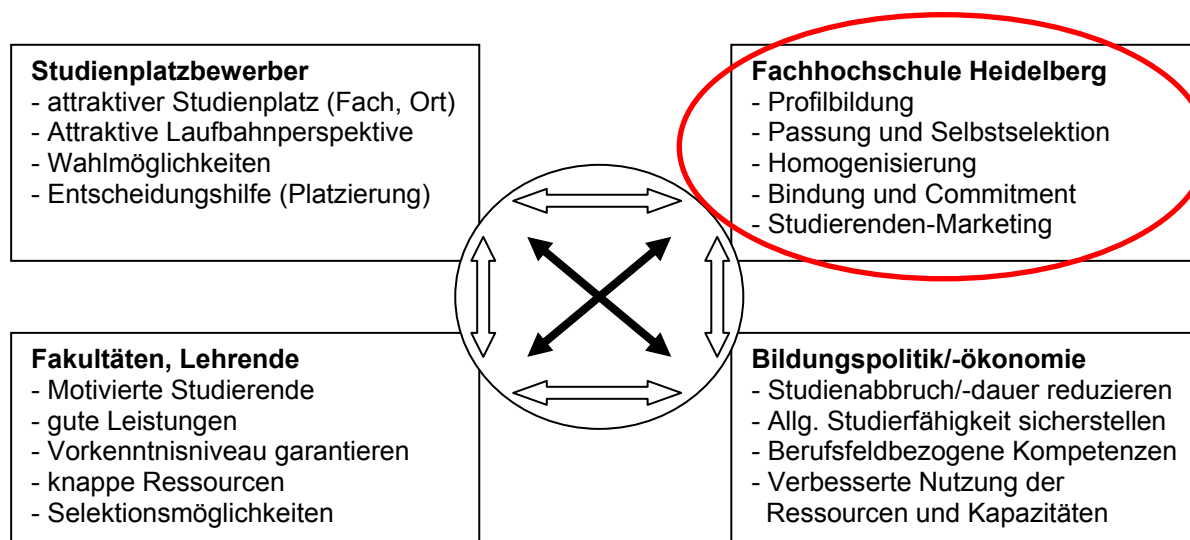 Studienplatzbewerber
- attraktiver Studienplatz (Fach, Ort)
- Attraktive Laufbahnperspektive
- Wahlmöglichkeiten
- Entscheidungshilfe (Platzierung)
Fachhochschule Heidelberg
- Profilbildung
- Passung und Selbstselektion
- Homogenisierung
- Bindung und Commitment
- Studierenden-Marketing
Fakultäten, Lehrende
- Motivierte Studierende
- gute Leistungen
- Vorkenntnisniveau garantieren
- knappe Ressourcen
- Selektionsmöglichkeiten
Bildungspolitik/-ökonomie
- Studienabbruch/-dauer reduzieren
- Allg. Studierfähigkeit sicherstellen
- Berufsfeldbezogene Kompetenzen
- Verbesserte Nutzung der
Ressourcen und Kapazitäten